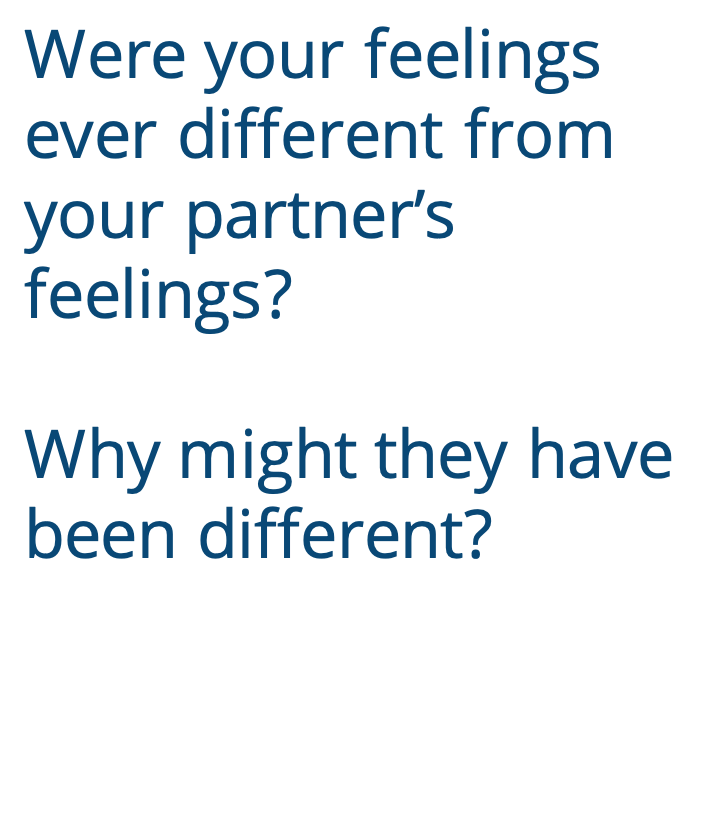 Were your feelings
ever different from
your partner’s
feelings?
Why might they have
been different?